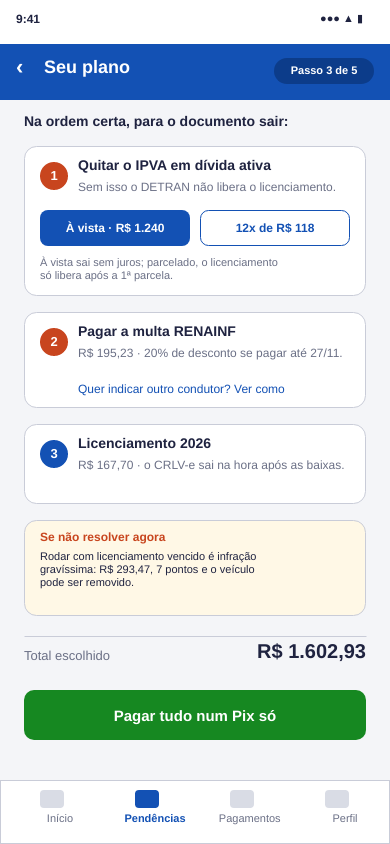 9:41
‹ Seu plano
Passo 3 de 5
Na ordem certa, para o documento sair:
1 Quitar o IPVA em dívida ativa
Sem isso o DETRAN não libera o licenciamento.
À vista · R$ 1.240
12x de R$ 118
À vista sai sem juros; parcelado, o licenciamento
só libera após a 1ª parcela.
2 Pagar a multa RENAINF
R$ 195,23 · 20% de desconto se pagar até 27/11.
Quer indicar outro condutor? Ver como
3 Licenciamento 2026
R$ 167,70 · o CRLV-e sai na hora após as baixas.
Se não resolver agora
Rodar com licenciamento vencido é infração
gravíssima: R$ 293,47, 7 pontos e o veículo
pode ser removido.
Total escolhido
R$ 1.602,93
Pagar tudo num Pix só
Início
Pendências
Pagamentos
Perfil